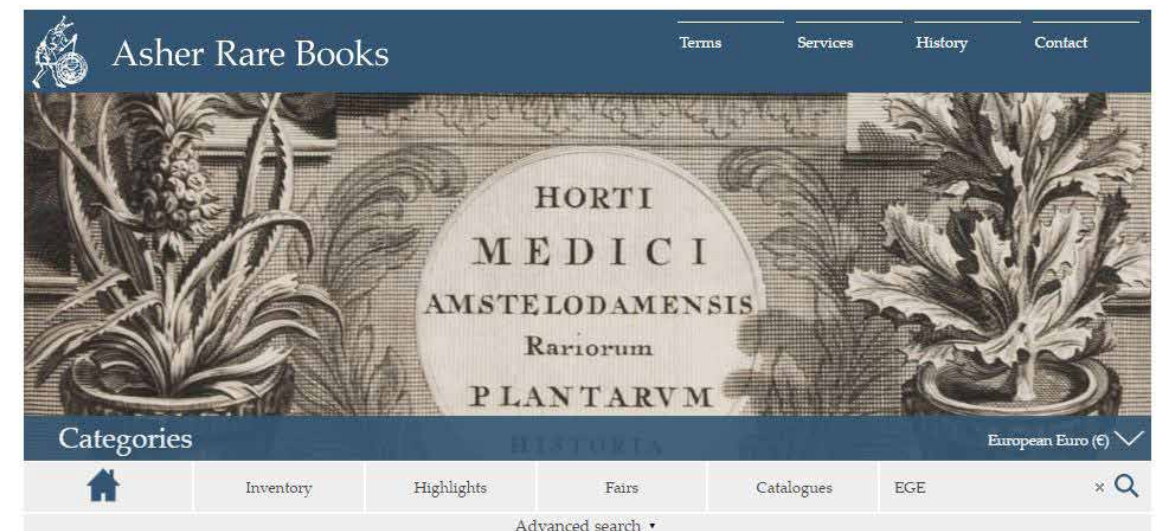 Asher Rare Books
Terms Services History Contact
HORTI
MEDICI
AMSTELODAMENSIS
Rariorum
PLANTARVM
HISTORIA
Categories
European Euro (€)
Inventory Highlights Fairs Catalogues EGE ×
Advanced search ▾